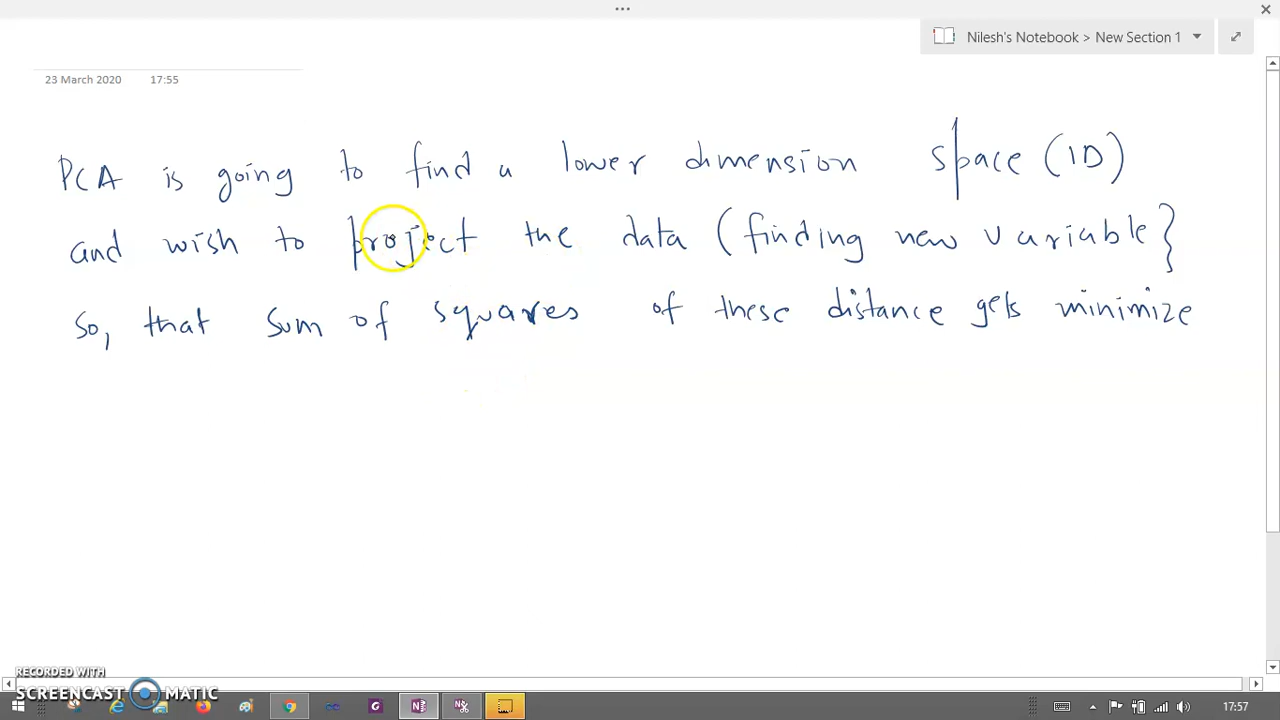 ...
Nilesh's Notebook > New Section 1
23 March 2020 17:55
PCA is going to find a lower dimension space (1D)
and wish to project the data (finding new variable}
so, that sum of squares of these distance gets minimize
RECORDED WITH
SCREENCAST MATIC
17:57